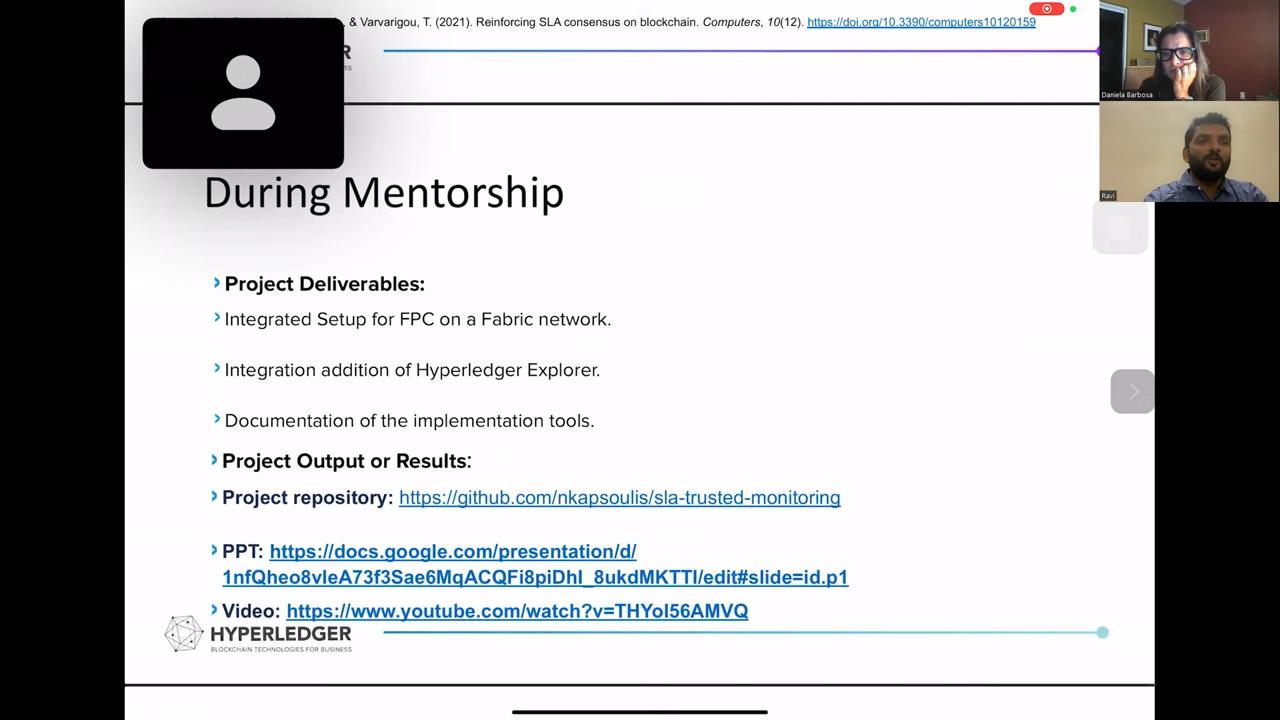 & Varvarigou, T. (2021). Reinforcing SLA consensus on blockchain. Computers, 10(12). https://doi.org/10.3390/computers10120159
Daniela Barbosa
Ravi
During Mentorship
Project Deliverables:
Integrated Setup for FPC on a Fabric network.
Integration addition of Hyperledger Explorer.
Documentation of the implementation tools.
Project Output or Results:
Project repository: https://github.com/nkapsoulis/sla-trusted-monitoring
PPT: https://docs.google.com/presentation/d/
1nfQheo8vleA73f3Sae6MqACQFi8piDhI_8ukdMKTTI/edit#slide=id.p1
Video: https://www.youtube.com/watch?v=THYoI56AMVQ
HYPERLEDGER
BLOCKCHAIN TECHNOLOGIES FOR BUSINESS